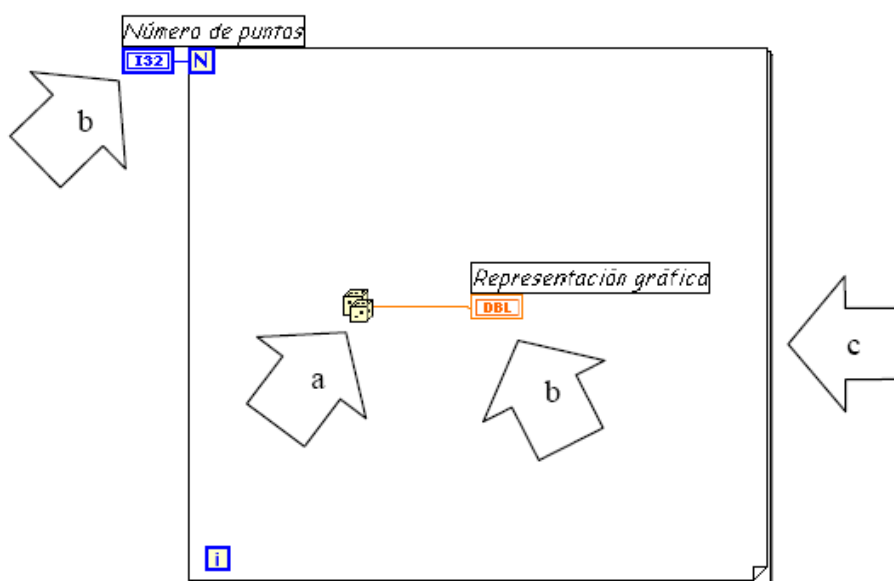 Número de puntos
I32 N
b
Representación gráfica
DBL
a
b
c
i